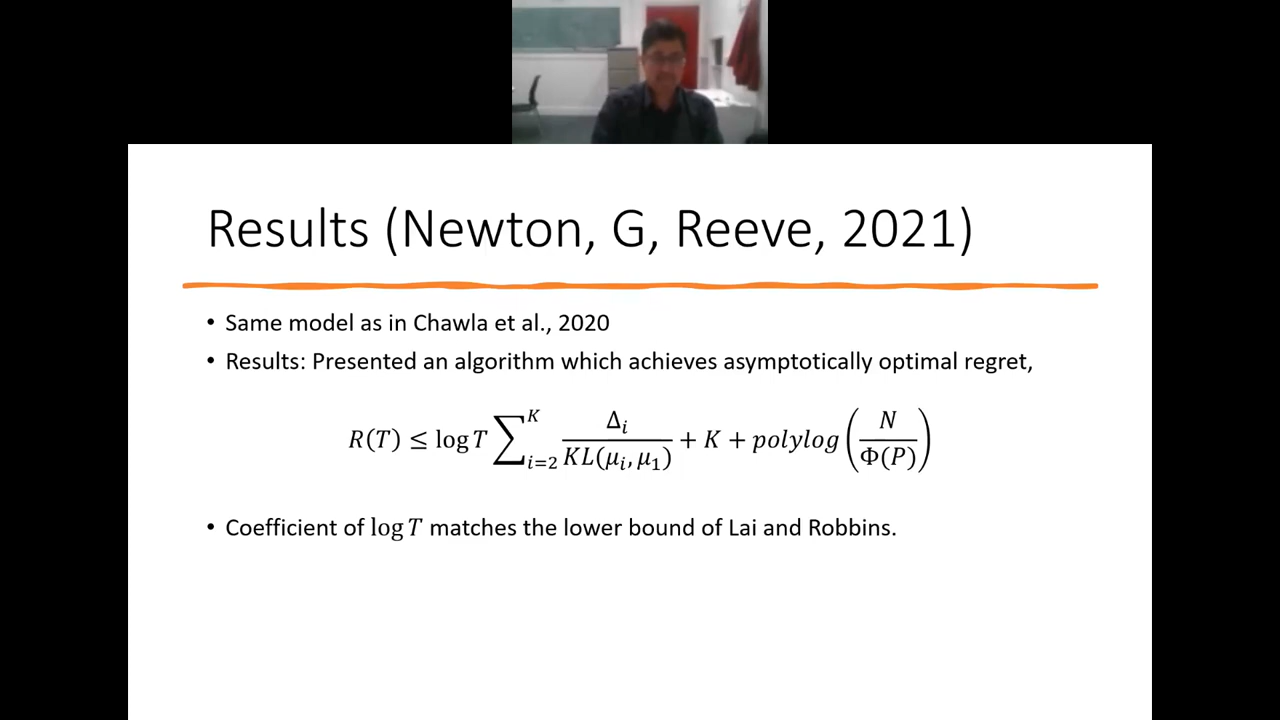 Results (Newton, G, Reeve, 2021)
• Same model as in Chawla et al., 2020
• Results: Presented an algorithm which achieves asymptotically optimal regret,
R(T) ≤ log T ∑_{i=2}^{K} Δ_i / KL(μ_i, μ_1) + K + polylog (N / Φ(P))
• Coefficient of log T matches the lower bound of Lai and Robbins.